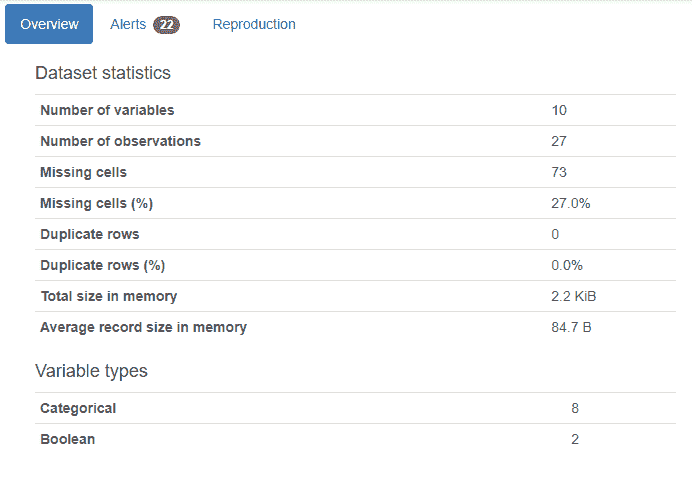 Overview Alerts 22 Reproduction
Dataset statistics
Number of variables 10
Number of observations 27
Missing cells 73
Missing cells (%) 27.0%
Duplicate rows 0
Duplicate rows (%) 0.0%
Total size in memory 2.2 KiB
Average record size in memory 84.7 B
Variable types
Categorical 8
Boolean 2